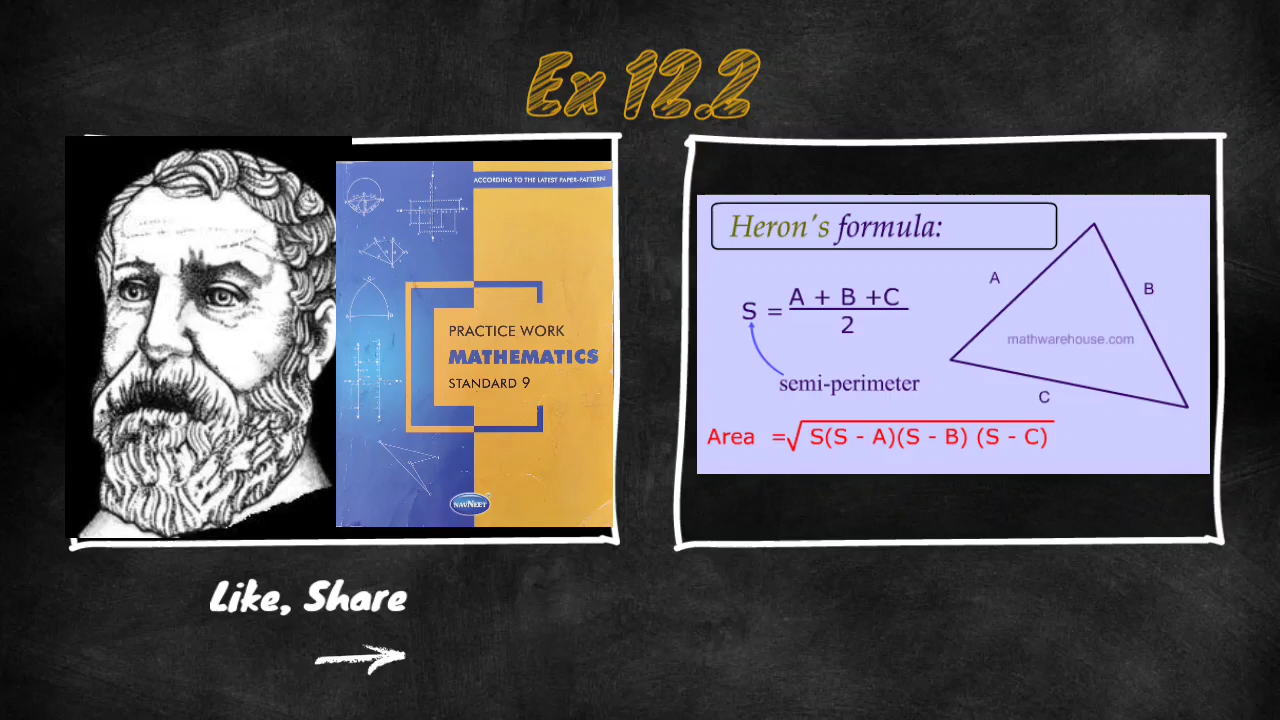 Ex 12.2
ACCORDING TO THE LATEST PAPER-PATTERN
PRACTICE WORK
MATHEMATICS
STANDARD 9
NAVNEET
Heron's formula:
S = A + B +C
2
semi-perimeter
A
B
C
mathwarehouse.com
Area =√S(S - A)(S - B) (S - C)
Like, Share